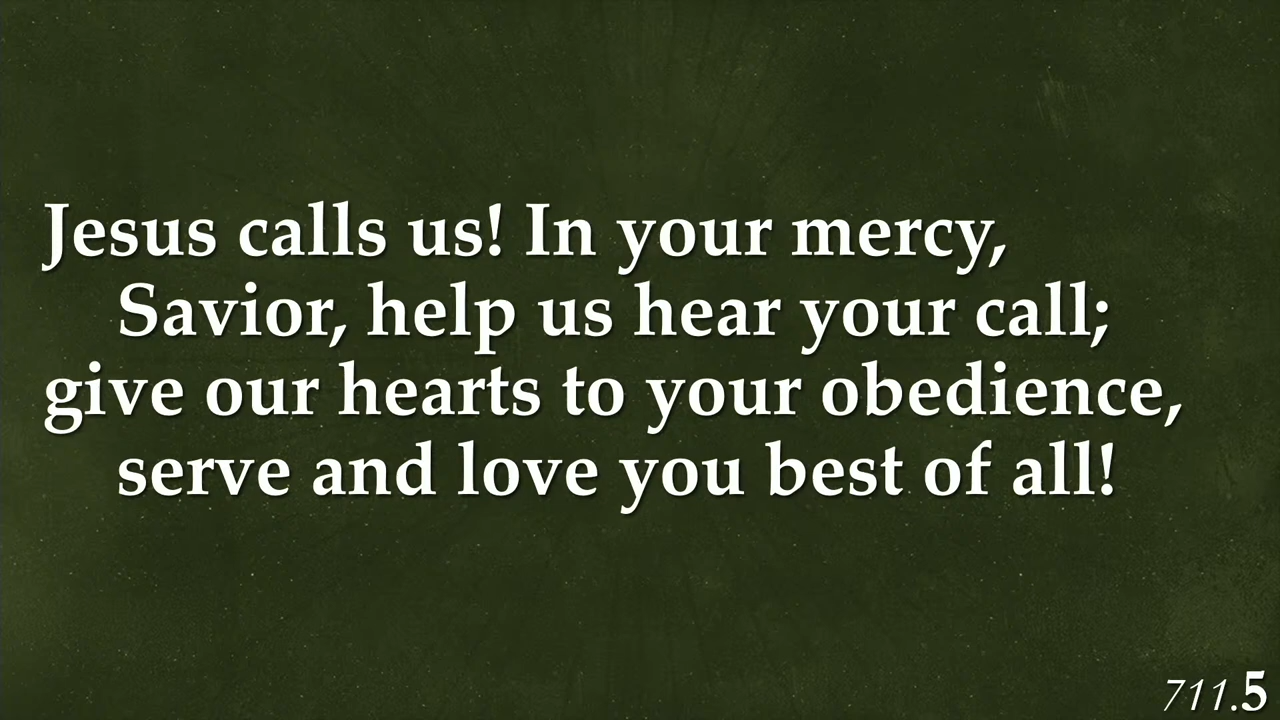 Jesus calls us! In your mercy,
Savior, help us hear your call;
give our hearts to your obedience,
serve and love you best of all!
711.5